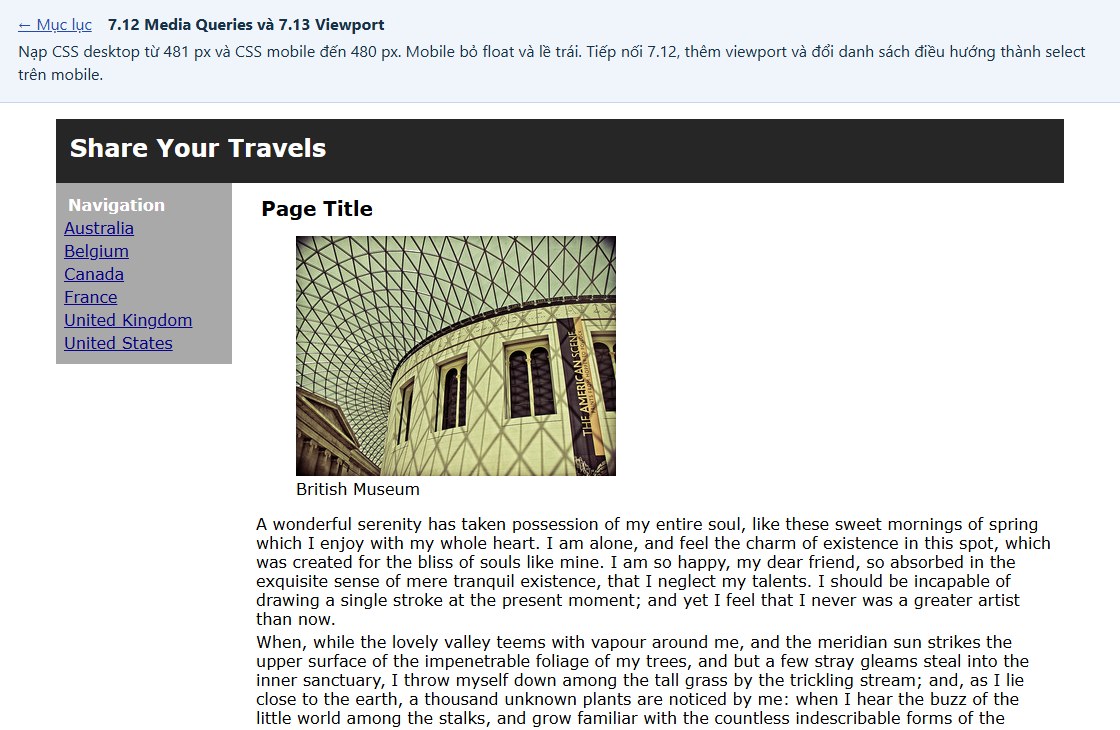 ← Mục lục 7.12 Media Queries và 7.13 Viewport
Nạp CSS desktop từ 481 px và CSS mobile đến 480 px. Mobile bỏ float và lề trái. Tiếp nối 7.12, thêm viewport và đổi danh sách điều hướng thành select
trên mobile.
Share Your Travels
Navigation
Australia
Belgium
Canada
France
United Kingdom
United States
Page Title
THE AMERICAN SCENE
British Museum
A wonderful serenity has taken possession of my entire soul, like these sweet mornings of spring
which I enjoy with my whole heart. I am alone, and feel the charm of existence in this spot, which
was created for the bliss of souls like mine. I am so happy, my dear friend, so absorbed in the
exquisite sense of mere tranquil existence, that I neglect my talents. I should be incapable of
drawing a single stroke at the present moment; and yet I feel that I never was a greater artist
than now.
When, while the lovely valley teems with vapour around me, and the meridian sun strikes the
upper surface of the impenetrable foliage of my trees, and but a few stray gleams steal into the
inner sanctuary, I throw myself down among the tall grass by the trickling stream; and, as I lie
close to the earth, a thousand unknown plants are noticed by me: when I hear the buzz of the
little world among the stalks, and grow familiar with the countless indescribable forms of the